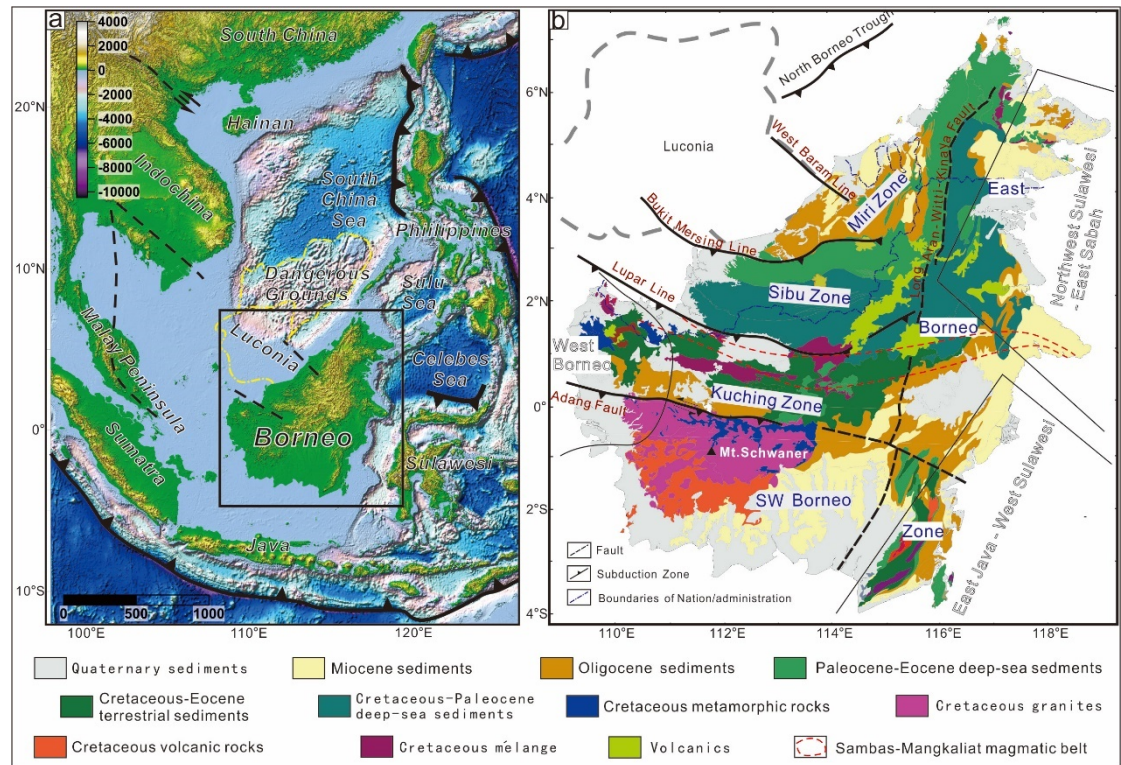 a
4000
2000
0
-2000
-4000
-6000
-8000
-10000
South China
Hainan
Indochina
South
China
Sea
Philippines
Dangerous
Grounds
Sulu
Sea
Luconia
Malay Peninsula
Celebes
Sea
Borneo
Sumatra
Sulawesi
Java
20°N
10°N
0°
10°S
0 500 1000
100°E
110°E
120°E
b
North Borneo Trough
6°N
Luconia
West Baram Line
4°N
Miri Zone
East
Bukit Mersing Line
Long Aran-Witti-Kinaya Fault
Northwest Sulawesi
- East Sabah
Lupar Line
2°N
Sibu Zone
Borneo
West
Borneo
Kuching Zone
0°
Adang Fault
Mt.Schwaner
SW Borneo
2°S
Zone
East Java - West Sulawesi
Fault
Subduction Zone
Boundaries of Nation/administration
4°S
110°E
112°E
114°E
116°E
118°E
Quaternary sediments
Miocene sediments
Oligocene sediments
Paleocene-Eocene deep-sea sedments
Cretaceous-Eocene
terrestrial sediments
Cretaceous-Paleocene
deep-sea sediments
Cretaceous metamorphic rocks
Cretaceous granites
Cretaceous volcanic rocks
Cretaceous mélange
Volcanics
Sambas-Mangkaliat magmatic belt